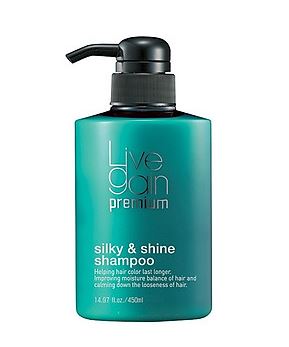 Live
gain
premium
silky & shine
shampoo
Helping hair color last longer.
Improving moisture balance of hair and
calming down the looseness of hair.
14.97 fl.oz./450ml